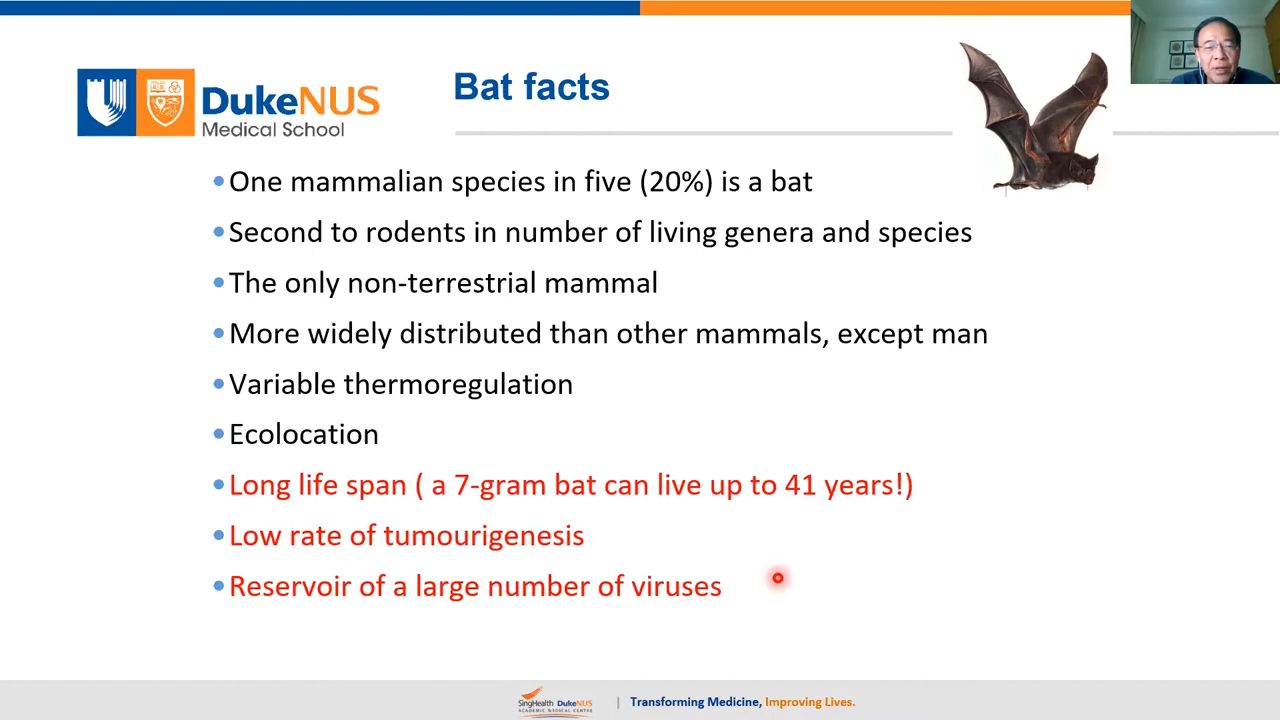 DukeNUS
Medical School
Bat facts
One mammalian species in five (20%) is a bat
Second to rodents in number of living genera and species
The only non-terrestrial mammal
More widely distributed than other mammals, except man
Variable thermoregulation
Ecolocation
Long life span ( a 7-gram bat can live up to 41 years!)
Low rate of tumourigenesis
Reservoir of a large number of viruses
SingHealth DukeNUS
ACADEMIC MEDICAL CENTRE
| Transforming Medicine, Improving Lives.